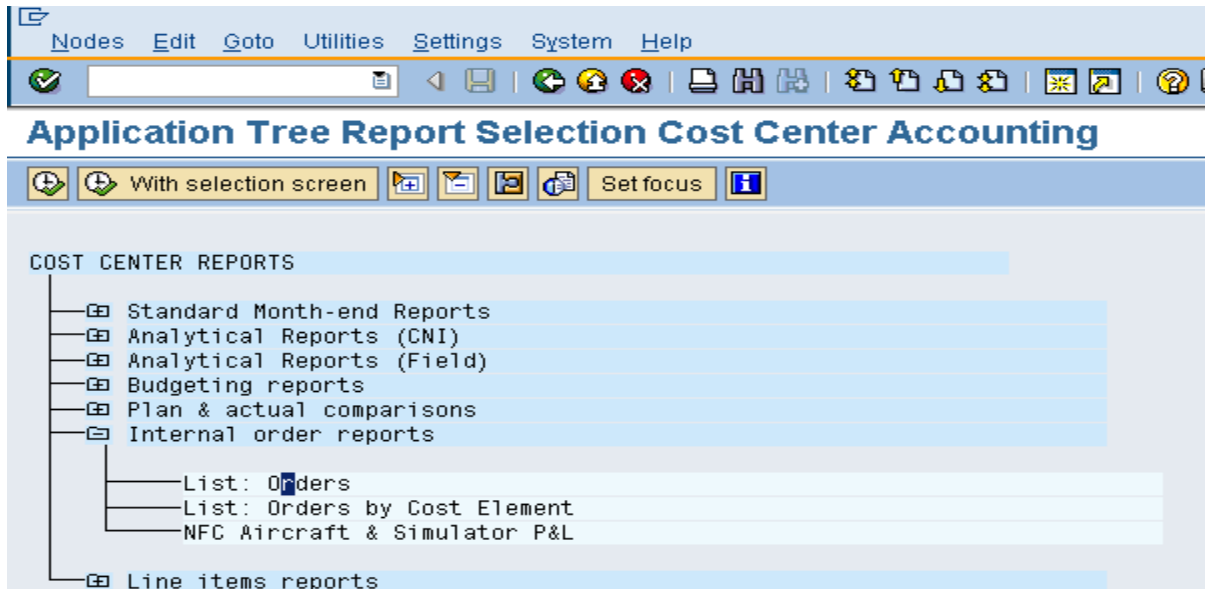 Nodes Edit Goto Utilities Settings System Help
Application Tree Report Selection Cost Center Accounting
With selection screen Set focus
COST CENTER REPORTS
Standard Month-end Reports
Analytical Reports (CNI)
Analytical Reports (Field)
Budgeting reports
Plan & actual comparisons
Internal order reports
List: Orders
List: Orders by Cost Element
NFC Aircraft & Simulator P&L
Line items reports